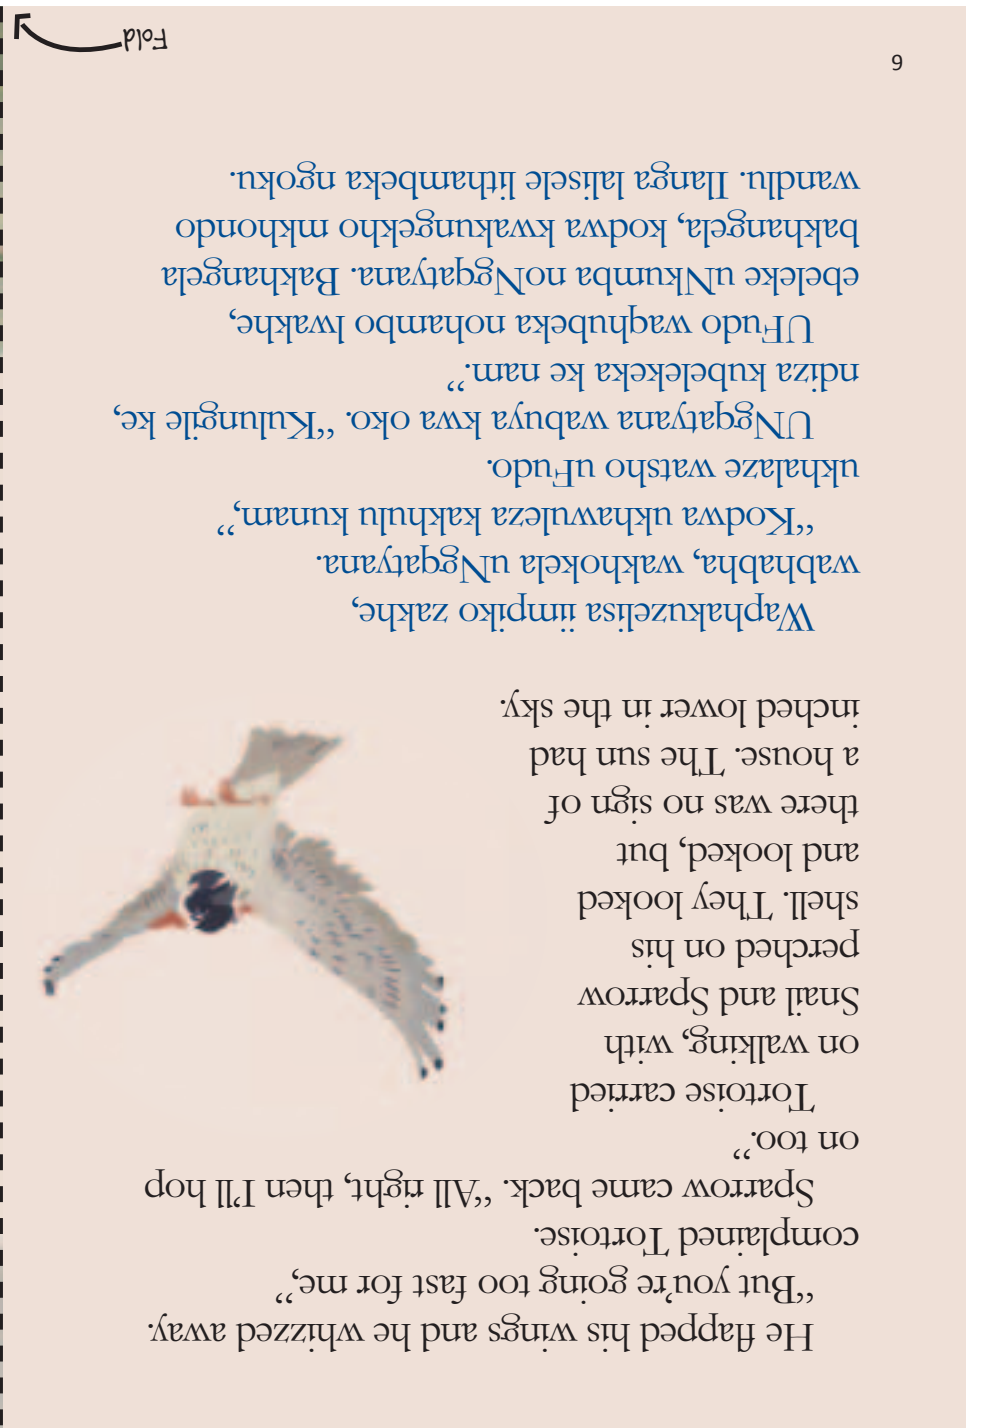 He flapped his wings and he whizzed away.
“But you’re going too fast for me,”
complained Tortoise.
Sparrow came back. “All right, then I’ll hop
on too.”
Tortoise carried
on walking, with
Snail and Sparrow
perched on his
shell. They looked
and looked, but
there was no sign of
a house. The sun had
inched lower in the sky.
Waphakuzelisa iimpiko zakhe,
wabhabha, wakhokela uNgqatyana.
“Kodwa ukhawuleza kakhulu kunam,”
ukhalaze watsho uFudo.
UNgqatyana wabuya kwa oko. “Kulungile ke,
ndiza kubelekeka ke nam.”
UFudo waqhubeka nohambo lwakhe,
ebeleke uNkumba noNgqatyana. Bakhangela
bakhangela, kodwa kwakungekho mkhondo
wandlu. Ilanga lalisele lithambeka ngoku.
6
Fold